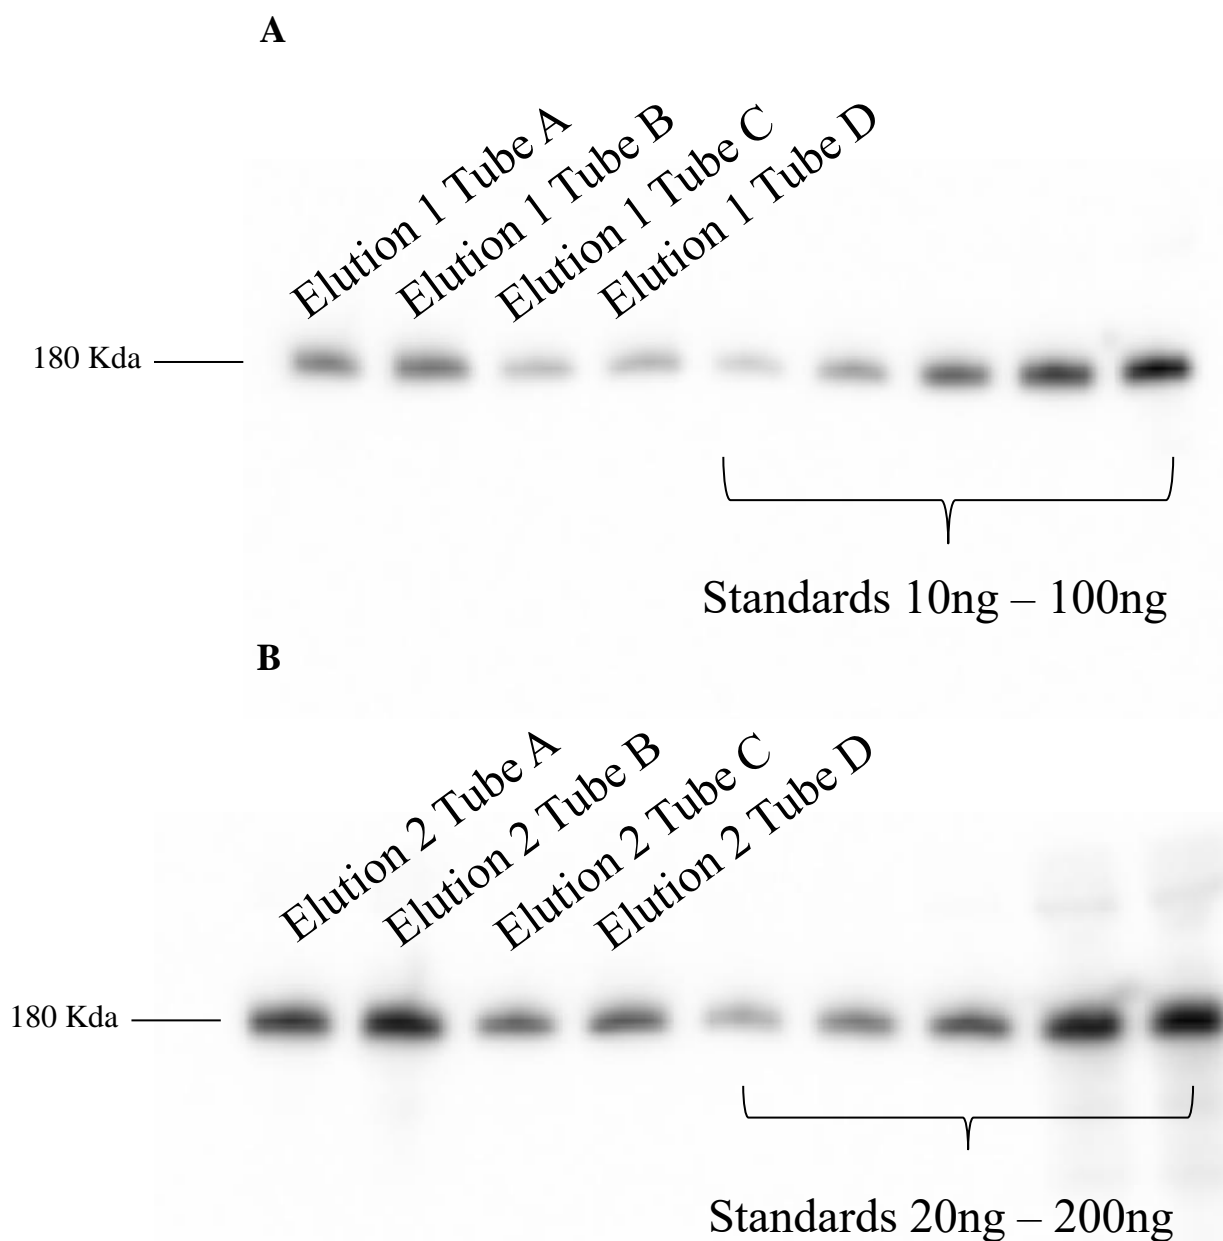 A
Elution 1 Tube A
Elution 1 Tube B
Elution 1 Tube C
Elution 1 Tube D
180 Kda
Standards 10ng – 100ng
B
Elution 2 Tube A
Elution 2 Tube B
Elution 2 Tube C
Elution 2 Tube D
180 Kda
Standards 20ng – 200ng